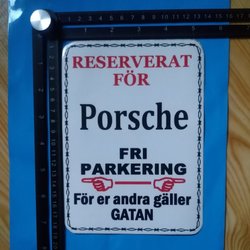 RESERVERAT
FÖR
Porsche
FRI
PARKERING
För er andra gäller
GATAN